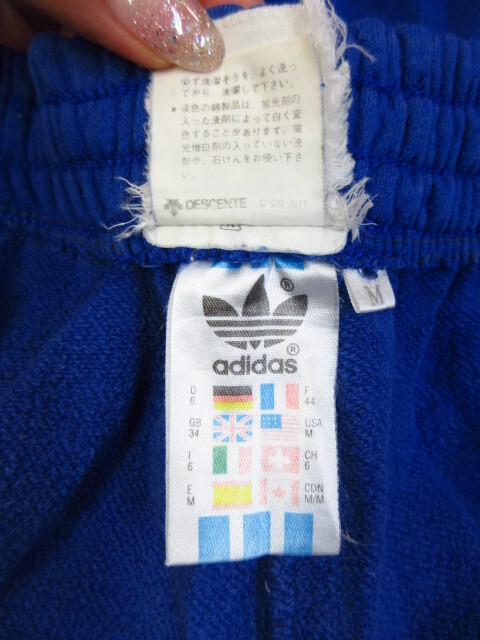 必ず洗濯そうを、よく洗っ
てから、洗濯して下さい。
● 淡色の綿製品は、蛍光剤の
入った洗剤によって白く変
色することがあります。蛍
光増白剤の入っていない洗
剤や、石けんをお使い下さ
い。
DESCENTE C-DS 3011
M
®
adidas®
D 6 F 44
GB 34 USA M
I 6 CH 6
E M CDN M/M